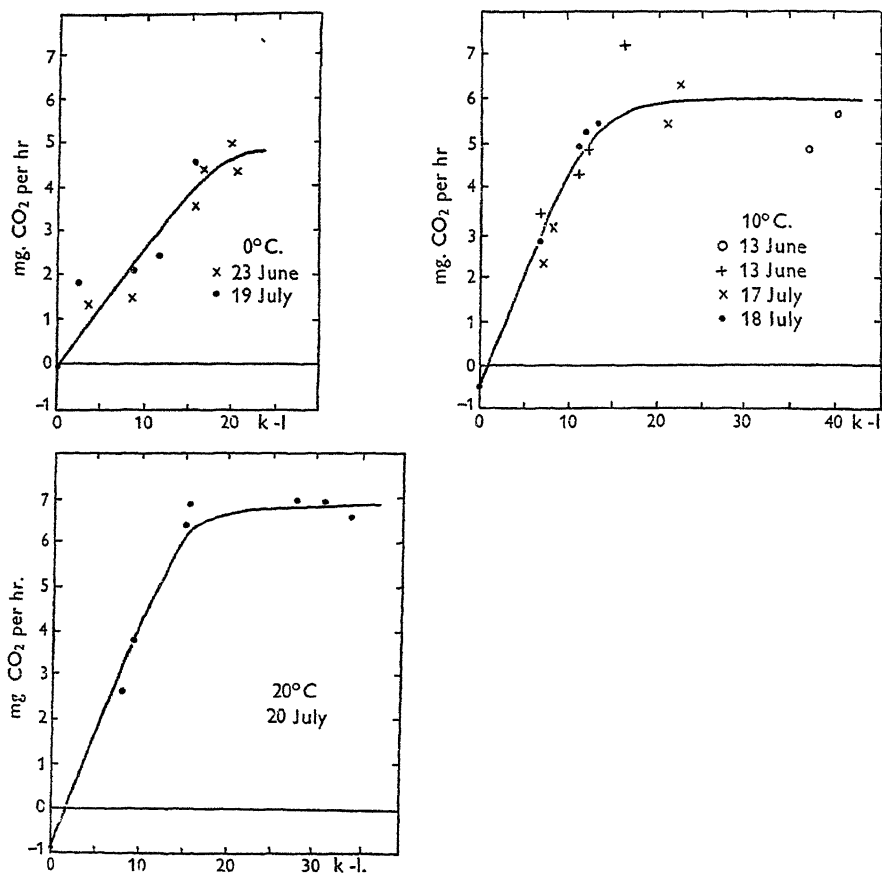 7
6
5
4
3
2
1
0
–1
mg. CO₂ per hr
0 10 20 k -l
0°C.
× 23 June
• 19 July
7
6
5
4
3
2
1
0
–1
mg. CO₂ per hr
0 10 20 30 40 k -l
10°C.
o 13 June
+ 13 June
× 17 July
• 18 July
7
6
5
4
3
2
1
0
–1
mg CO₂ per hr.
0 10 20 30 k -l.
20°C
20 July